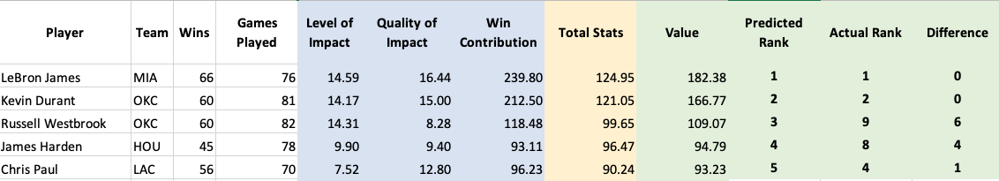 Player Team Wins Games Played Level of Impact Quality of Impact Win Contribution Total Stats Value Predicted Rank Actual Rank Difference
LeBron James MIA 66 76 14.59 16.44 239.80 124.95 182.38 1 1 0
Kevin Durant OKC 60 81 14.17 15.00 212.50 121.05 166.77 2 2 0
Russell Westbrook OKC 60 82 14.31 8.28 118.48 99.65 109.07 3 9 6
James Harden HOU 45 78 9.90 9.40 93.11 96.47 94.79 4 8 4
Chris Paul LAC 56 70 7.52 12.80 96.23 90.24 93.23 5 4 1